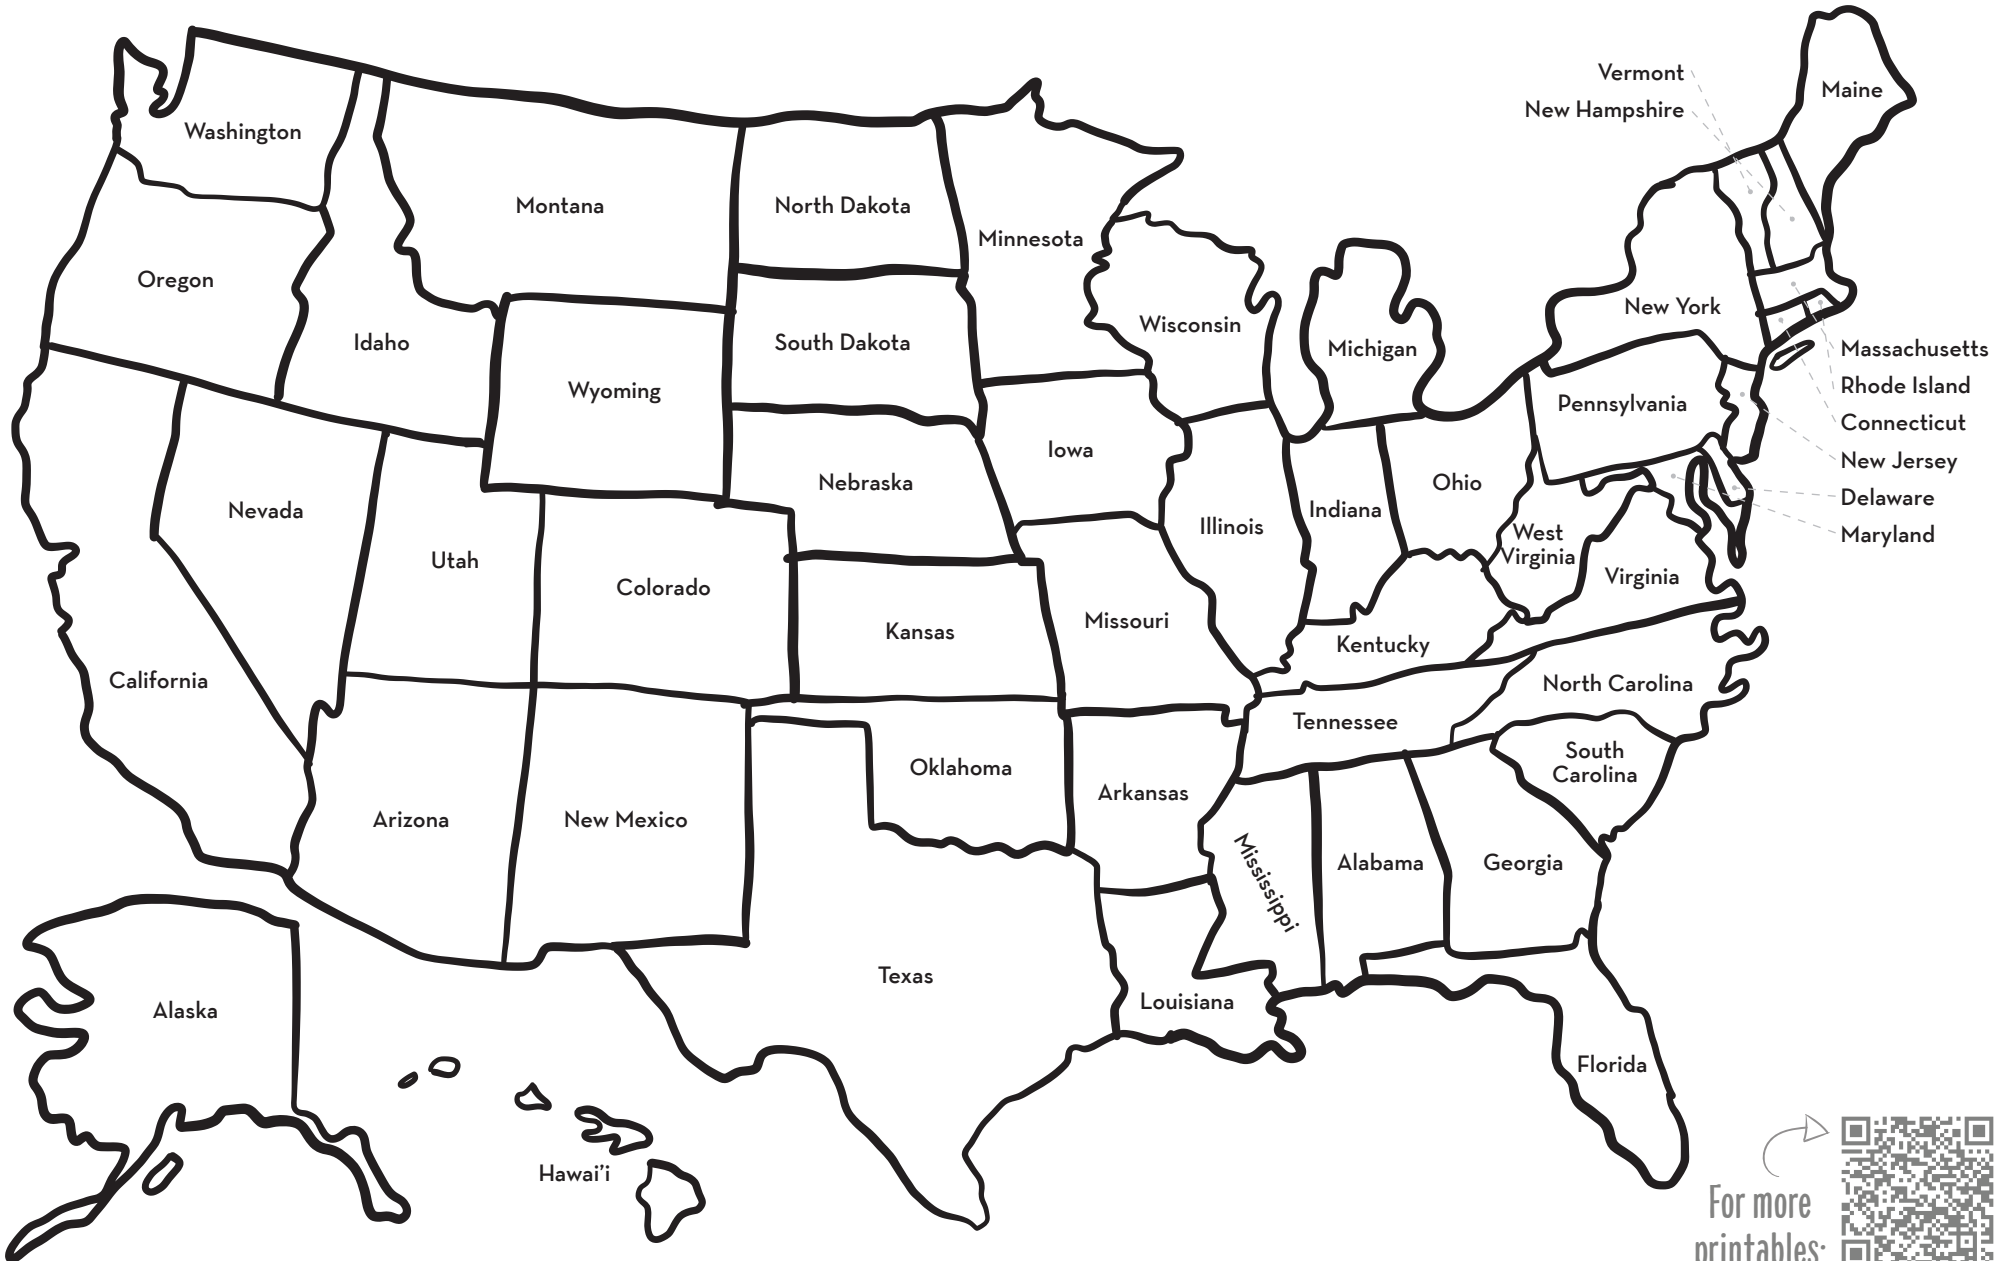 Vermont
New Hampshire
Maine
Washington
Montana
North Dakota
Minnesota
Oregon
Idaho
Wyoming
South Dakota
Wisconsin
Michigan
New York
Massachusetts
Rhode Island
Connecticut
New Jersey
Delaware
Maryland
Pennsylvania
Iowa
Nebraska
Nevada
Utah
Colorado
Illinois
Indiana
Ohio
West
Virginia
Virginia
Kansas
Missouri
Kentucky
California
North Carolina
Tennessee
South
Carolina
Oklahoma
Arkansas
Arizona
New Mexico
Mississippi
Alabama
Georgia
Texas
Louisiana
Florida
Alaska
Hawai'i
For more
printables: